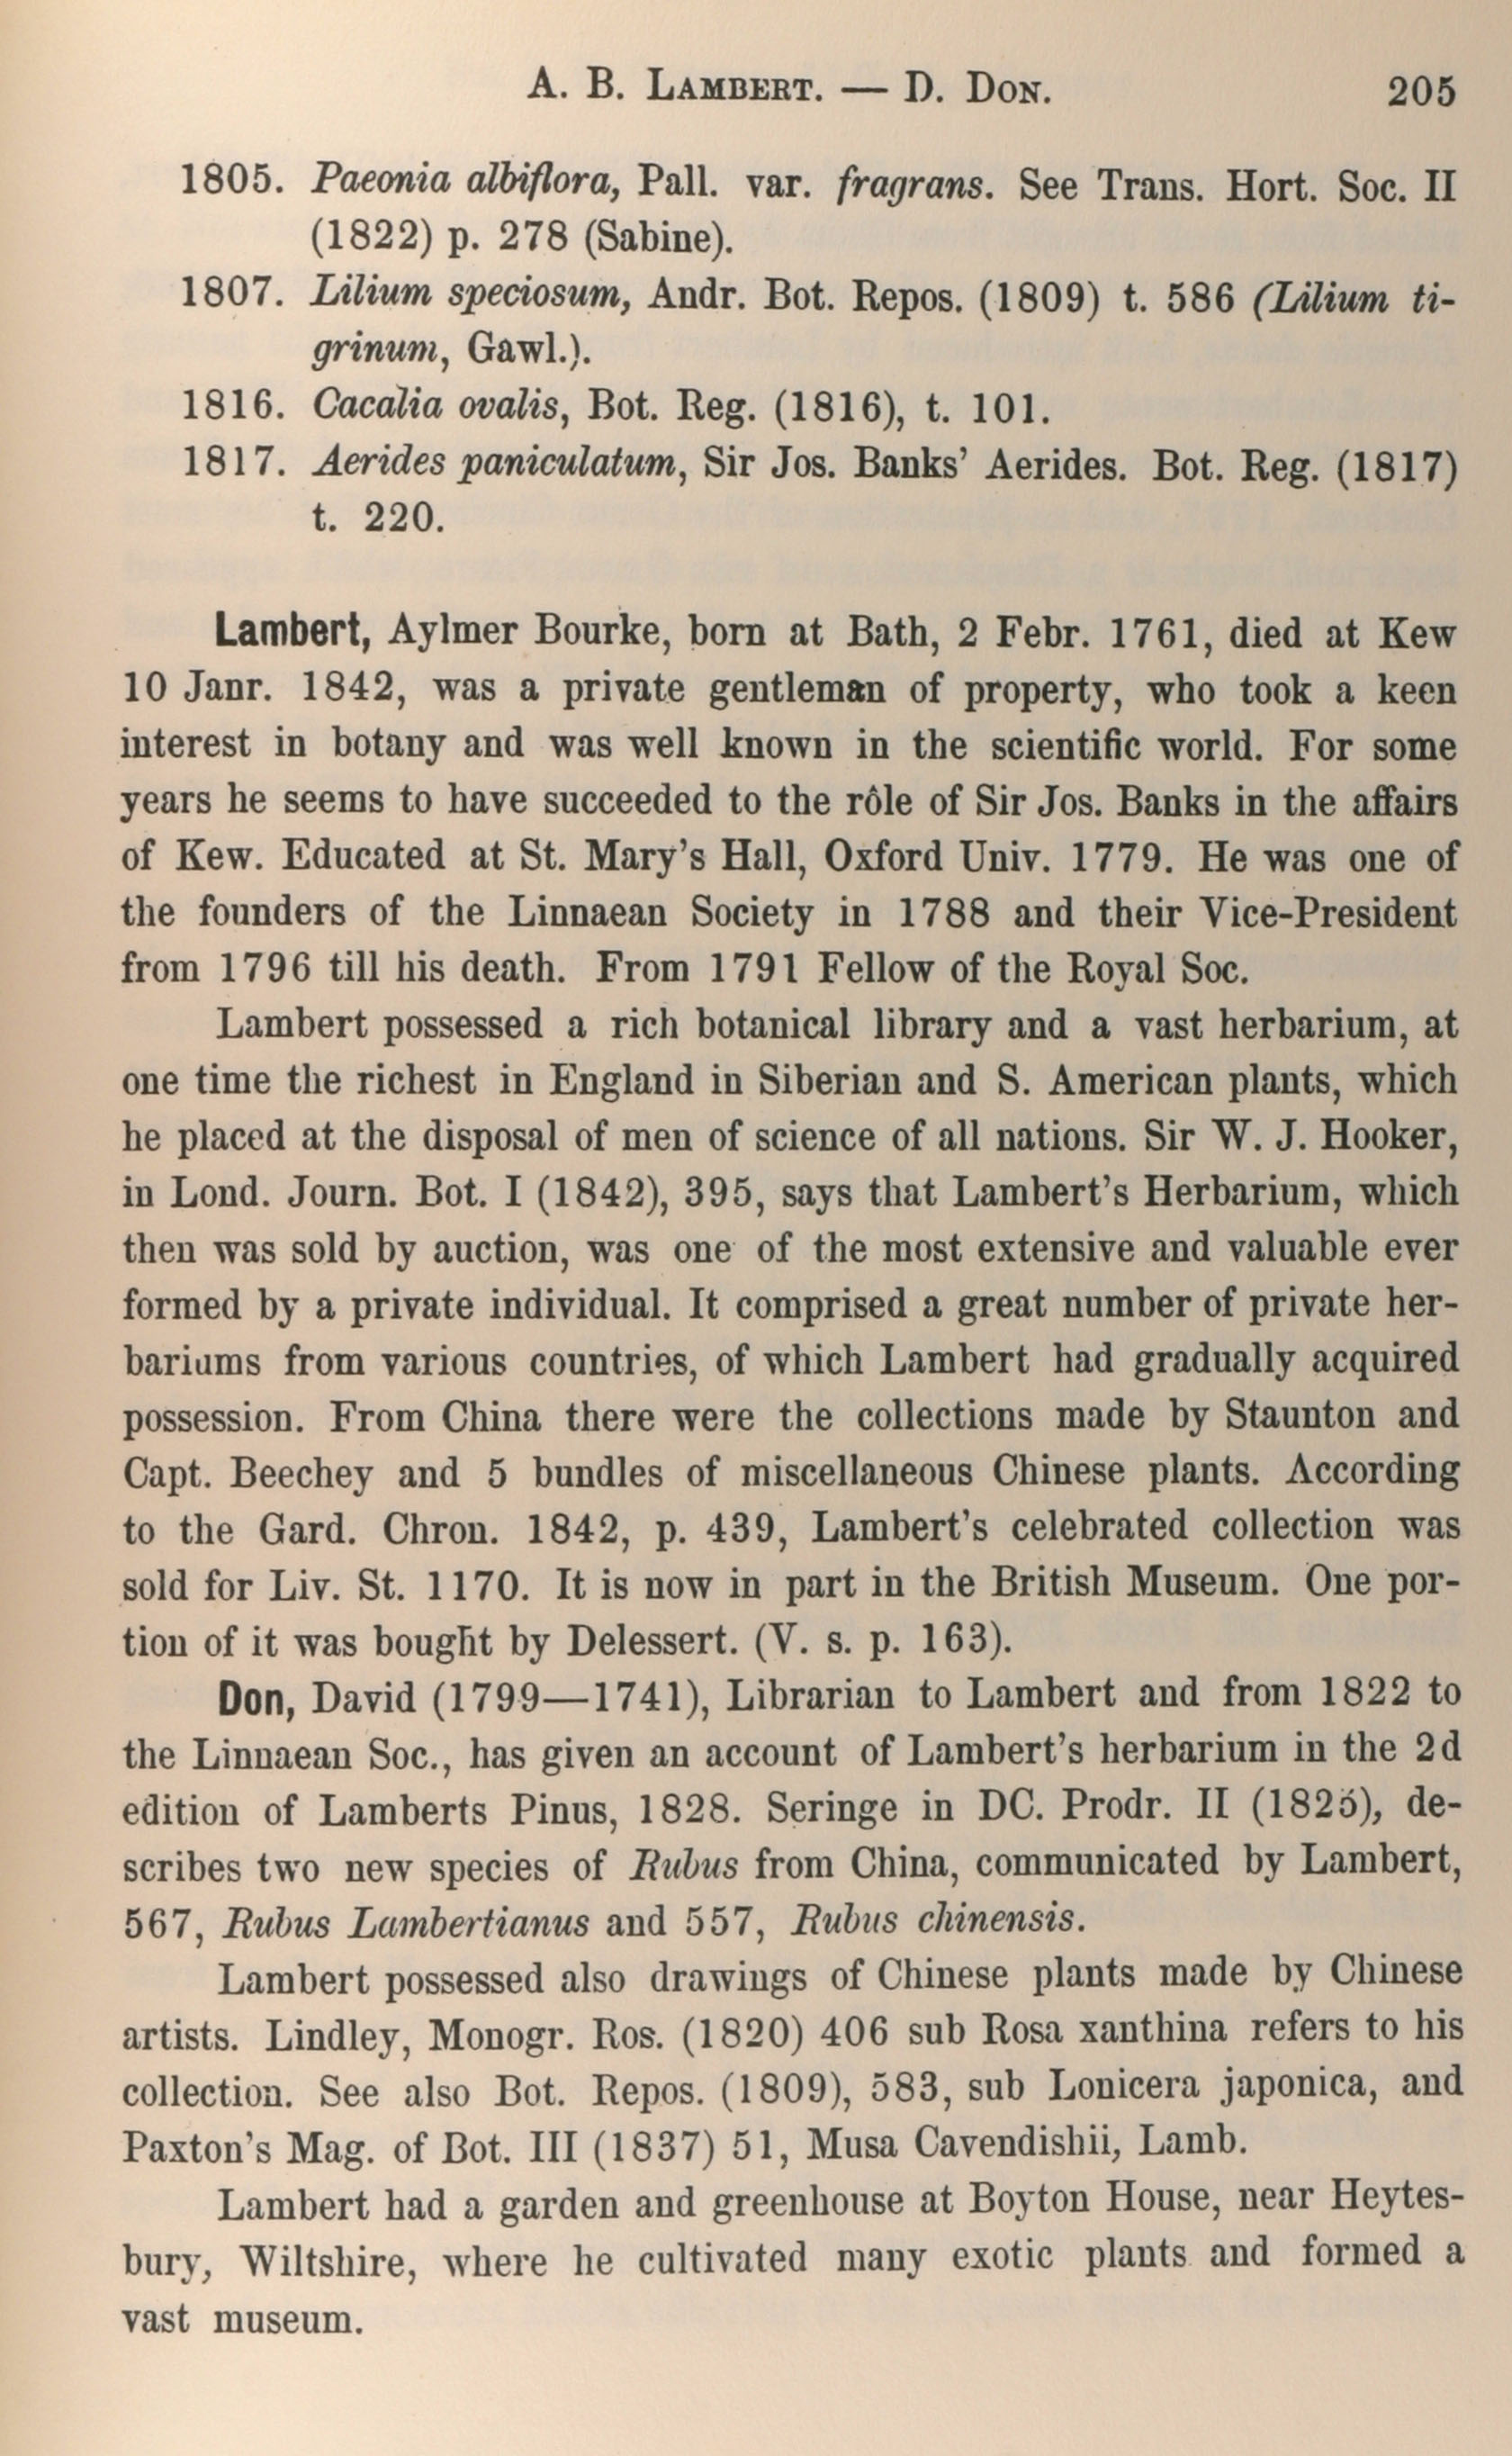 A. B. Lambert. — D. Don. 205
1805. Paeonia albiflora, Pall. var. fragrans. See Trans. Hort. Soc. II
(1822) p. 278 (Sabine).
1807. Lilium speciosum, Andr. Bot. Repos. (1809) t. 586 (Lilium ti-
grinum, Gawl.).
1816. Cacalia ovalis, Bot. Reg. (1816), t. 101.
1817. Aerides paniculatum, Sir Jos. Banks' Aerides. Bot. Reg. (1817)
t. 220.
Lambert, Aylmer Bourke, born at Bath, 2 Febr. 1761, died at Kew
10 Janr. 1842, was a private gentleman of property, who took a keen
interest in botany and was well known in the scientific world. For some
years he seems to have succeeded to the rôle of Sir Jos. Banks in the affairs
of Kew. Educated at St. Mary's Hall, Oxford Univ. 1779. He was one of
the founders of the Linnaean Society in 1788 and their Vice-President
from 1796 till his death. From 1791 Fellow of the Royal Soc.
Lambert possessed a rich botanical library and a vast herbarium, at
one time the richest in England in Siberian and S. American plants, which
he placed at the disposal of men of science of all nations. Sir W. J. Hooker,
in Lond. Journ. Bot. I (1842), 395, says that Lambert's Herbarium, which
then was sold by auction, was one of the most extensive and valuable ever
formed by a private individual. It comprised a great number of private her-
bariums from various countries, of which Lambert had gradually acquired
possession. From China there were the collections made by Staunton and
Capt. Beechey and 5 bundles of miscellaneous Chinese plants. According
to the Gard. Chron. 1842, p. 439, Lambert's celebrated collection was
sold for Liv. St. 1170. It is now in part in the British Museum. One por-
tion of it was bought by Delessert. (V. s. p. 163).
Don, David (1799—1741), Librarian to Lambert and from 1822 to
the Linnaean Soc., has given an account of Lambert's herbarium in the 2d
edition of Lamberts Pinus, 1828. Seringe in DC. Prodr. II (1825), de-
scribes two new species of Rubus from China, communicated by Lambert,
567, Rubus Lambertianus and 557, Rubus chinensis.
Lambert possessed also drawings of Chinese plants made by Chinese
artists. Lindley, Monogr. Ros. (1820) 406 sub Rosa xanthina refers to his
collection. See also Bot. Repos. (1809), 583, sub Lonicera japonica, and
Paxton's Mag. of Bot. III (1837) 51, Musa Cavendishii, Lamb.
Lambert had a garden and greenhouse at Boyton House, near Heytes-
bury, Wiltshire, where he cultivated many exotic plants and formed a
vast museum.